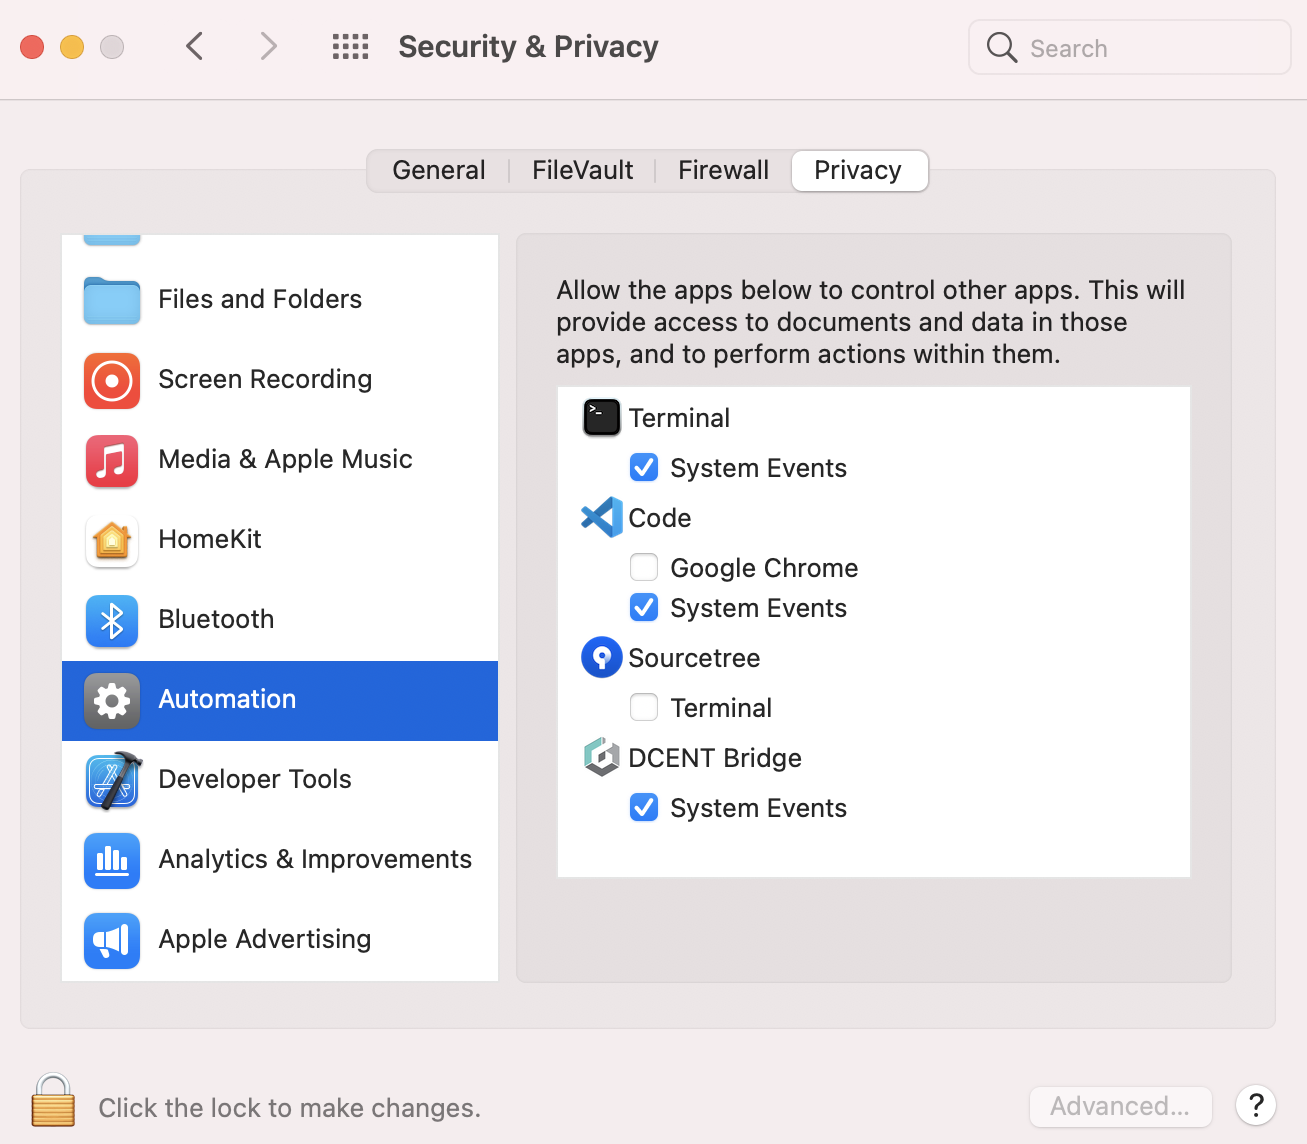 Security & Privacy
Search
General
FileVault
Firewall
Privacy
Files and Folders
Screen Recording
Media & Apple Music
HomeKit
Bluetooth
Automation
Developer Tools
Analytics & Improvements
Apple Advertising
Allow the apps below to control other apps. This will
provide access to documents and data in those
apps, and to perform actions within them.
Terminal
System Events
Code
Google Chrome
System Events
Sourcetree
Terminal
DCENT Bridge
System Events
Click the lock to make changes.
Advanced...
?